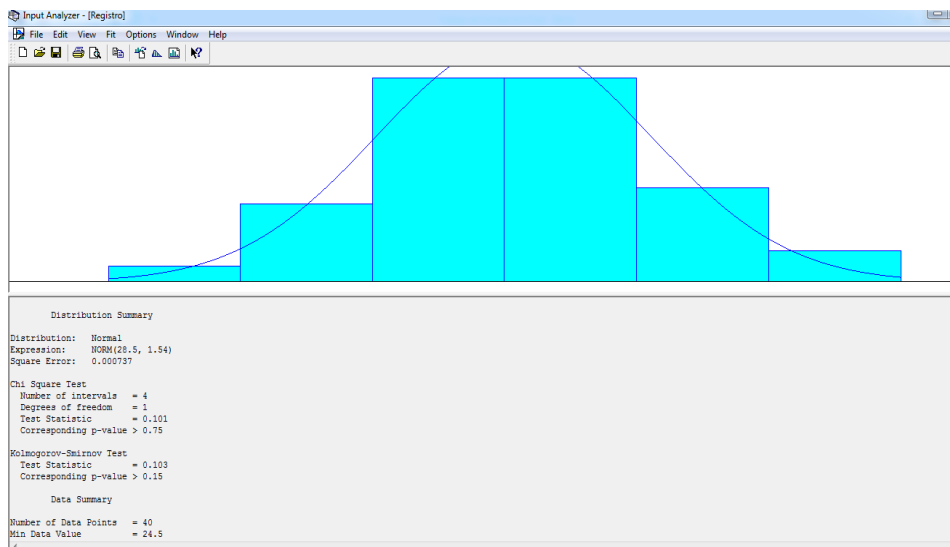 Input Analyzer - [Registro]
File Edit View Fit Options Window Help
Distribution Summary
Distribution: Normal
Expression: NORM(28.5, 1.54)
Square Error: 0.000737
Chi Square Test
Number of intervals = 4
Degrees of freedom = 1
Test Statistic = 0.101
Corresponding p-value > 0.75
Kolmogorov-Smirnov Test
Test Statistic = 0.103
Corresponding p-value > 0.15
Data Summary
Number of Data Points = 40
Min Data Value = 24.5